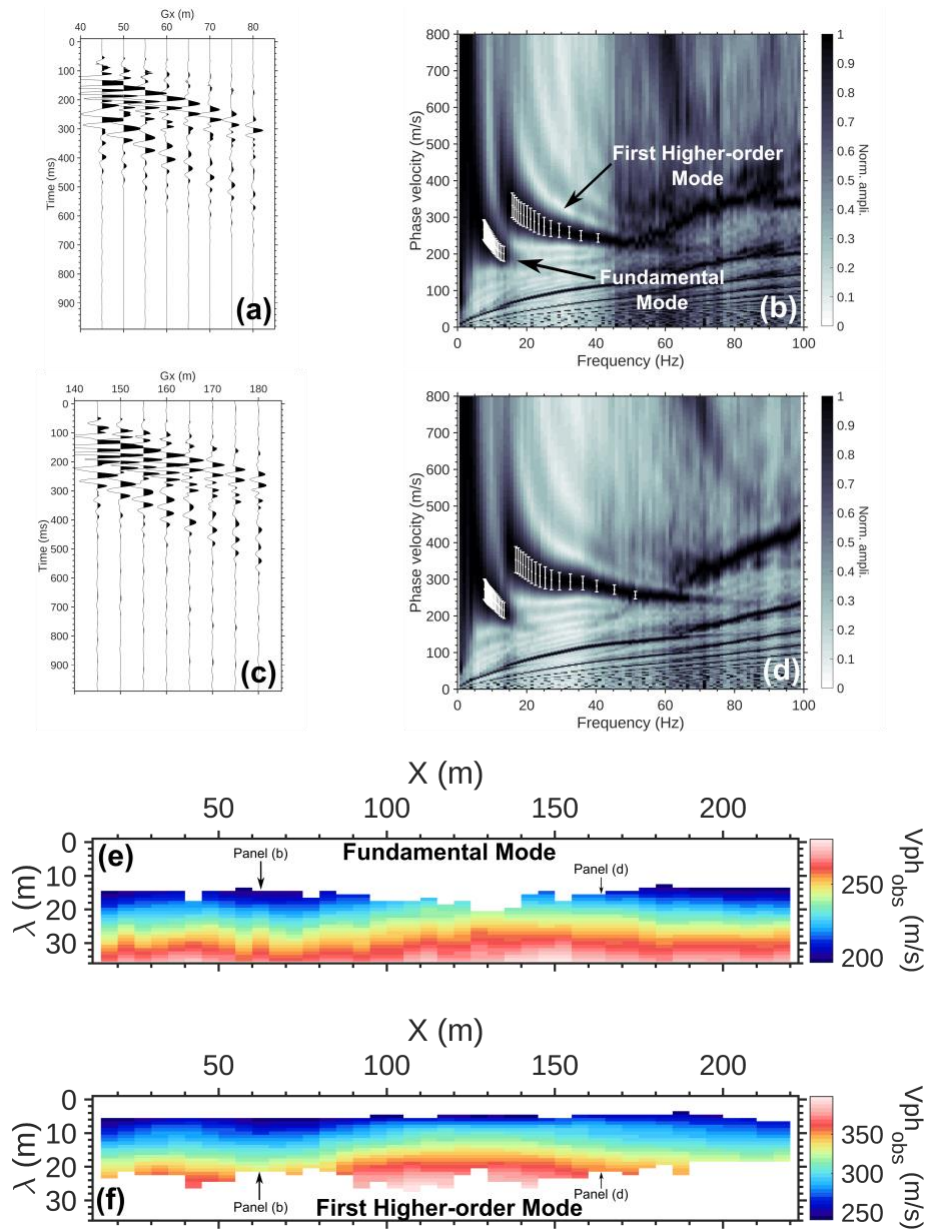 Gx (m)
40 50 60 70 80
0
100
200
300
400
500
600
700
800
900
Time (ms)
(a)
800
700
600
500
400
300
200
100
0
Phase velocity (m/s)
First Higher-order
Mode
Fundamental
Mode
(b)
0 20 40 60 80 100
Frequency (Hz)
1
0.9
0.8
0.7
0.6
0.5
0.4
0.3
0.2
0.1
0
Norm. ampli.
Gx (m)
140 150 160 170 180
0
100
200
300
400
500
600
700
800
900
Time (ms)
(c)
800
700
600
500
400
300
200
100
0
Phase velocity (m/s)
(d)
0 20 40 60 80 100
Frequency (Hz)
1
0.9
0.8
0.7
0.6
0.5
0.4
0.3
0.2
0.1
0
Norm. ampli.
X (m)
50 100 150 200
0
10
20
30
λ (m)
(e)
Panel (b)
Fundamental Mode
Panel (d)
250
200
Vph obs (m/s)
X (m)
50 100 150 200
0
10
20
30
λ (m)
(f)
Panel (b)
First Higher-order Mode
Panel (d)
350
300
250
Vph obs (m/s)